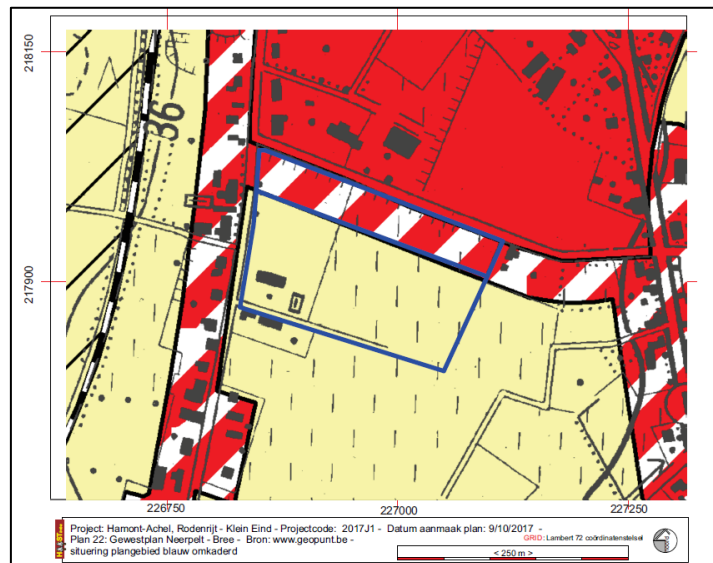 218150
36
217900
226750
227000
227250
Project: Hamont-Achel, Rodenrijt - Klein Eind - Projectcode: 2017J1 - Datum aanmaak plan: 9/10/2017 -
Plan 22: Gewestplan Neerpelt - Bree - Bron: www.geopunt.be -
GRID: Lambert 72 coördinatenstelsel
situering plangebied blauw omkaderd
< 250 m >